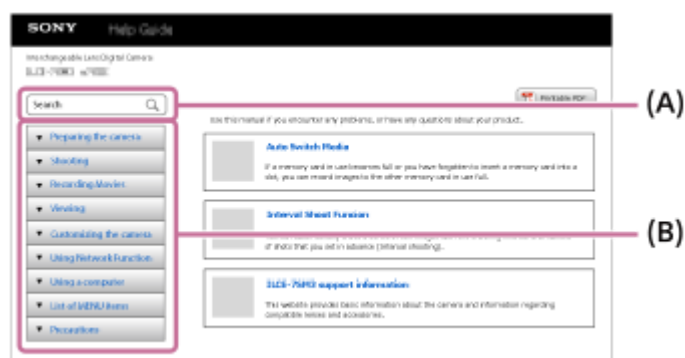 SONY Help Guide
Interchangeable Lens Digital Camera
Search
Printable PDF
(A)
Use this manual if you encounter any problems, or have any questions about your product.
Preparing the camera
Shooting
Recording Movies
Viewing
Customizing the camera
Using Network Function
Using a computer
List of MENU items
Precautions
Auto Switch Media
If a memory card in use becomes full or you have forgotten to insert a memory card into a
slot, you can record images to the other memory card in use full.
Interval Shoot Funcion
of shots that you set in advance (interval shooting).
(B)
ILCE-7SM3 support information
This website provides basic information about the camera and information regarding
compatible lenses and accessories.